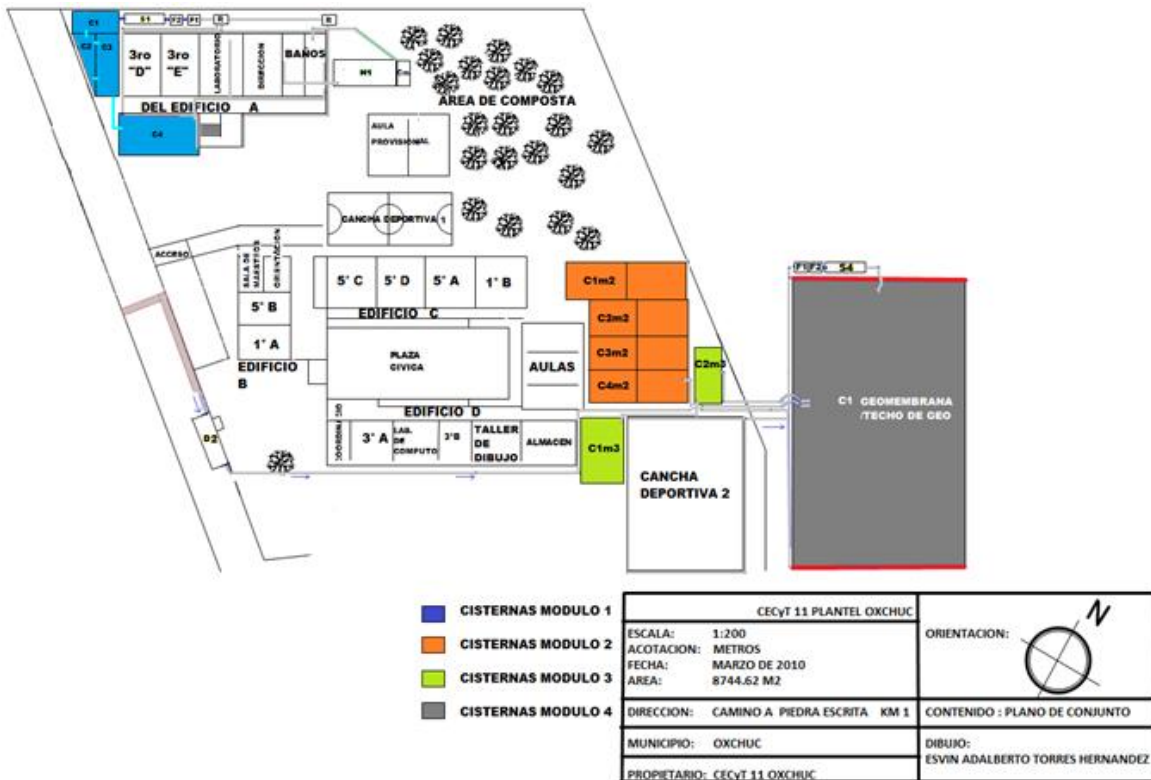 C1
S1
F2
F1
R
R
C2
C3
3ro
"D"
3ro
"E"
LABORATORIO
DIRECCION
BAÑOS
M1
Cm
DEL EDIFICIO A
C4
AREA DE COMPOSTA
AULA
PROVISIONAL
CANCHA DEPORTIVA 1
ACCESO
SALA DE
MAESTROS
ORIENTACION
5° B
1° A
EDIFICIO
B
5° C
5° D
5° A
1° B
EDIFICIO C
PLAZA
CIVICA
AULAS
EDIFICIO D
3° A
LAB.
DE
COMPUTO
3°B
TALLER
DE
DIBUJO
ALMACEN
D2
C1m2
C2m2
C3m2
C4m2
C2m3
C1m3
CANCHA
DEPORTIVA 2
F1
F2
S4
C1 GEOMEMBRANA
/TECHO DE GEO
CISTERNAS MODULO 1
CISTERNAS MODULO 2
CISTERNAS MODULO 3
CISTERNAS MODULO 4
CECyT 11 PLANTEL OXCHUC
ESCALA: 1:200
ACOTACION: METROS
FECHA: MARZO DE 2010
AREA: 8744.62 M2
ORIENTACION:
N
DIRECCION: CAMINO A PIEDRA ESCRITA KM 1
CONTENIDO : PLANO DE CONJUNTO
MUNICIPIO: OXCHUC
DIBUJO:
ESVIN ADALBERTO TORRES HERNANDEZ
PROPIETARIO: CECyT 11 OXCHUC